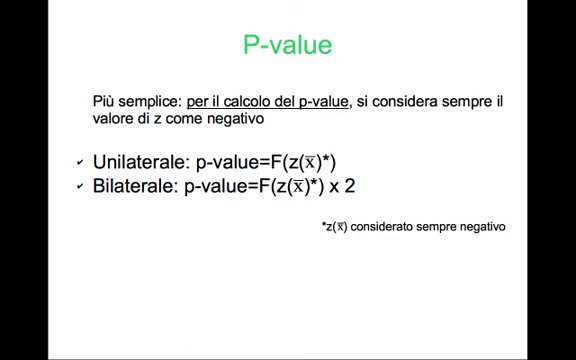 P-value
Più semplice: per il calcolo del p-value, si considera sempre il
valore di z come negativo
✓ Unilaterale: p-value=F(z(x̅)*)
✓ Bilaterale: p-value=F(z(x̅)*) x 2
*z(x̅) considerato sempre negativo